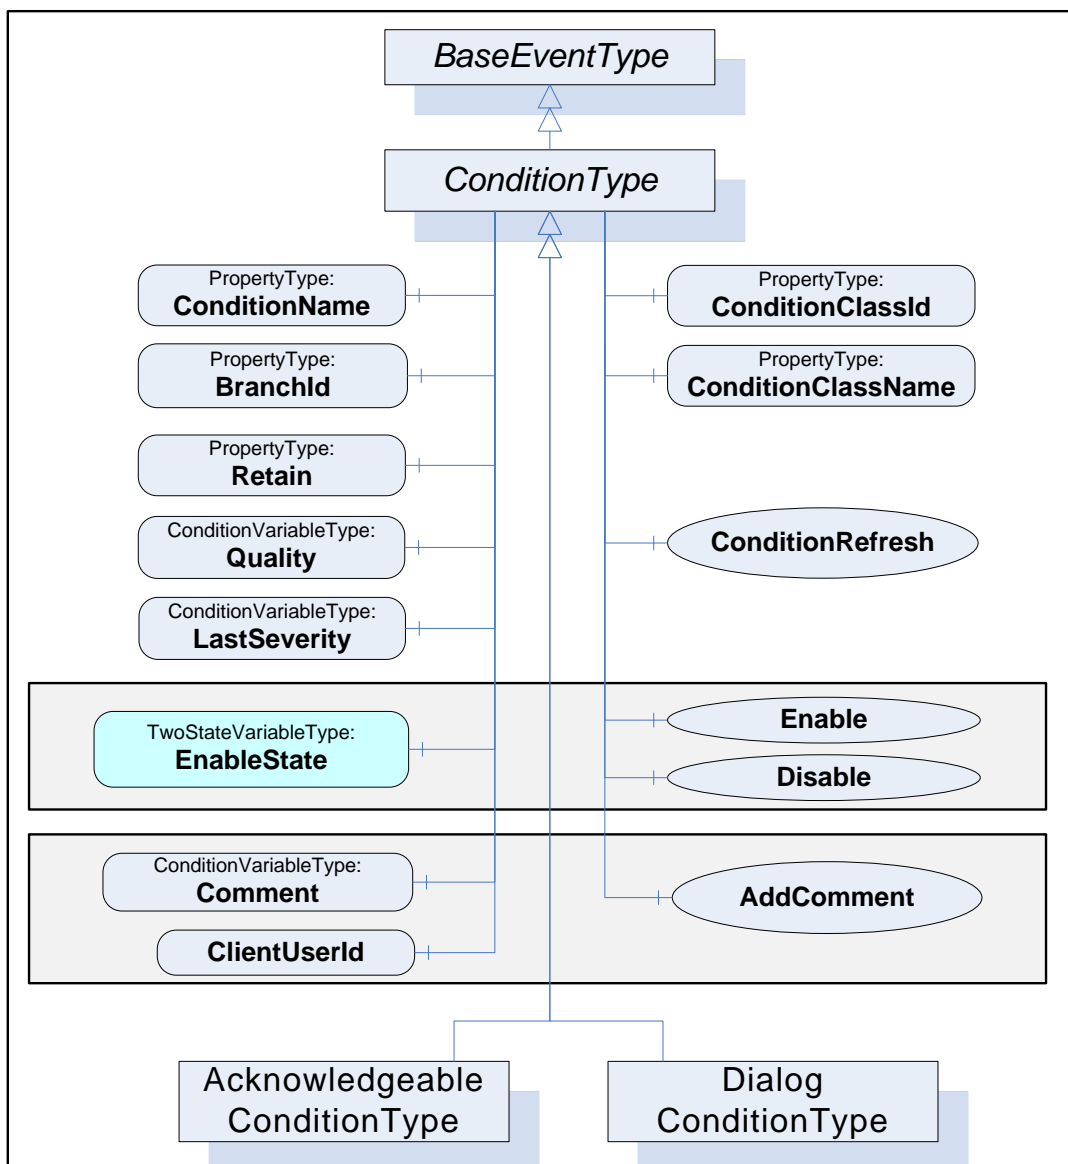 BaseEventType
ConditionType
PropertyType:
ConditionName
PropertyType:
ConditionClassId
PropertyType:
BranchId
PropertyType:
ConditionClassName
PropertyType:
Retain
ConditionVariableType:
Quality
ConditionRefresh
ConditionVariableType:
LastSeverity
TwoStateVariableType:
EnableState
Enable
Disable
ConditionVariableType:
Comment
AddComment
ClientUserId
Acknowledgeable
ConditionType
Dialog
ConditionType